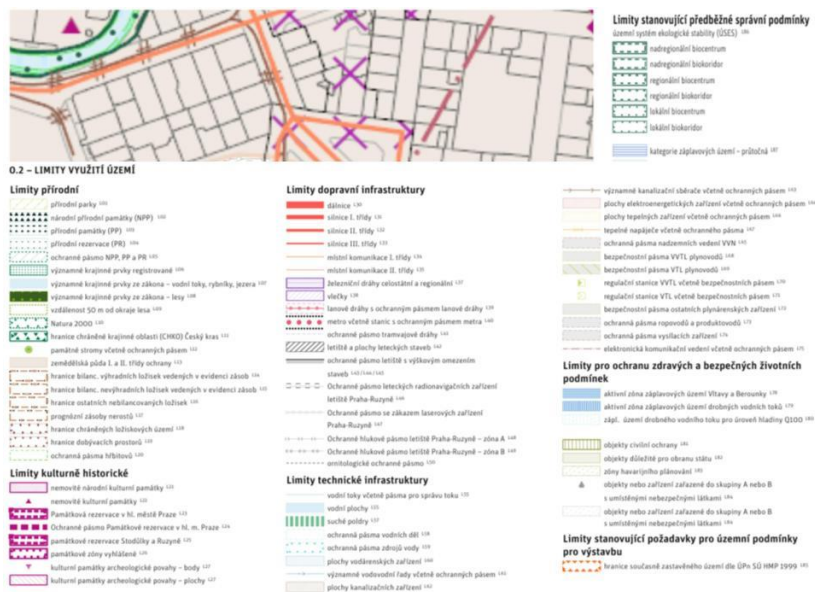 Limity stanovující předběžné správní podmínky
územní systém ekologické stability (ÚSES)
nadregionální biocentrum
nadregionální biokoridor
regionální biocentrum
regionální biokoridor
lokální biocentrum
lokální biokoridor
kategorie záplavových území – průtočná
O.2 – LIMITY VYUŽITÍ ÚZEMÍ
Limity přírodní
přírodní parky
národní přírodní památky (NPP)
přírodní památky (PP)
přírodní rezervace (PR)
ochranné pásmo NPP, PP a PR
významné krajinné prvky registrované
významné krajinné prvky ze zákona – vodní toky, rybníky, jezera
významné krajinné prvky ze zákona – lesy
vzdálenost 50 m od okraje lesa
Natura 2000
hranice chráněné krajinné oblasti (CHKO) Český kras
památné stromy včetně ochranných pásem
zemědělská půda I. a II. třídy ochrany
hranice bilanc. výhradních ložisek vedených v evidenci zásob
hranice bilanc. nevýhradních ložisek vedených v evidenci zásob
hranice ostatních nebilancovaných ložisek
prognózní zásoby nerostů
hranice chráněných ložiskových území
hranice dobývacích prostorů
ochranná pásma hřbitovů
Limity kulturně historické
nemovité národní kulturní památky
nemovité kulturní památky
Památková rezervace v hl. městě Praze
Ochranné pásmo Památkové rezervace v hl. m. Praze
památkové rezervace Stodůlky a Ruzyně
památkové zóny vyhlášené
kulturní památky archeologické povahy – body
kulturní památky archeologické povahy – plochy
Limity dopravní infrastruktury
dálnice
silnice I. třídy
silnice II. třídy
silnice III. třídy
místní komunikace I. třídy
místní komunikace II. třídy
železniční dráhy celostátní a regionální
vlečky
lanové dráhy s ochranným pásmem lanové dráhy
metro včetně stanic s ochranným pásmem metra
ochranné pásmo tramvajové dráhy
letiště a plochy leteckých staveb
ochranné pásmo letiště s výškovým omezením
staveb
Ochranné pásmo leteckých radionavigačních zařízení
letiště Praha-Ruzyně
Ochranné pásmo se zákazem laserových zařízení
Praha-Ruzyně
Ochranné hlukové pásmo letiště Praha-Ruzyně – zóna A
Ochranné hlukové pásmo letiště Praha-Ruzyně – zóna B
ornitologické ochranné pásmo
Limity technické infrastruktury
vodní toky včetně pásma pro správu toku
vodní plochy
suché poldry
ochranná pásma vodních děl
ochranná pásma zdrojů vody
plochy vodárenských zařízení
významné vodovodní řady včetně ochranných pásem
plochy kanalizačních zařízení
významné kanalizační sběrače včetně ochranných pásem
plochy elektroenergetických zařízení včetně ochranných pásem
plochy tepelných zařízení včetně ochranných pásem
tepelné napáječe včetně ochranného pásma
ochranná pásma nadzemních vedení VVN
bezpečnostní pásma VVTL plynovodů
bezpečnostní pásma VTL plynovodů
regulační stanice VVTL včetně bezpečnostních pásem
regulační stanice VTL včetně bezpečnostních pásem
bezpečnostní pásma ostatních plynárenských zařízení
ochranná pásma ropovodů a produktovodů
ochranná pásma vysílacích zařízení
elektronická komunikační vedení včetně ochranných pásem
Limity pro ochranu zdravých a bezpečných životních
podmínek
aktivní zóna záplavových území Vltavy a Berounky
aktivní zóna záplavových území drobných vodních toků
zápl. území drobného vodního toku pro úroveň hladiny Q100
objekty civilní ochrany
objekty důležité pro obranu státu
zóny havarijního plánování
objekty nebo zařízení zařazené do skupiny A nebo B
s umístěnými nebezpečnými látkami
objekty nebo zařízení zařazené do skupiny A nebo B
s umístěnými nebezpečnými látkami
Limity stanovující požadavky pro územní podmínky
pro výstavbu
hranice současně zastavěného území dle ÚPn SÚ HMP 1999